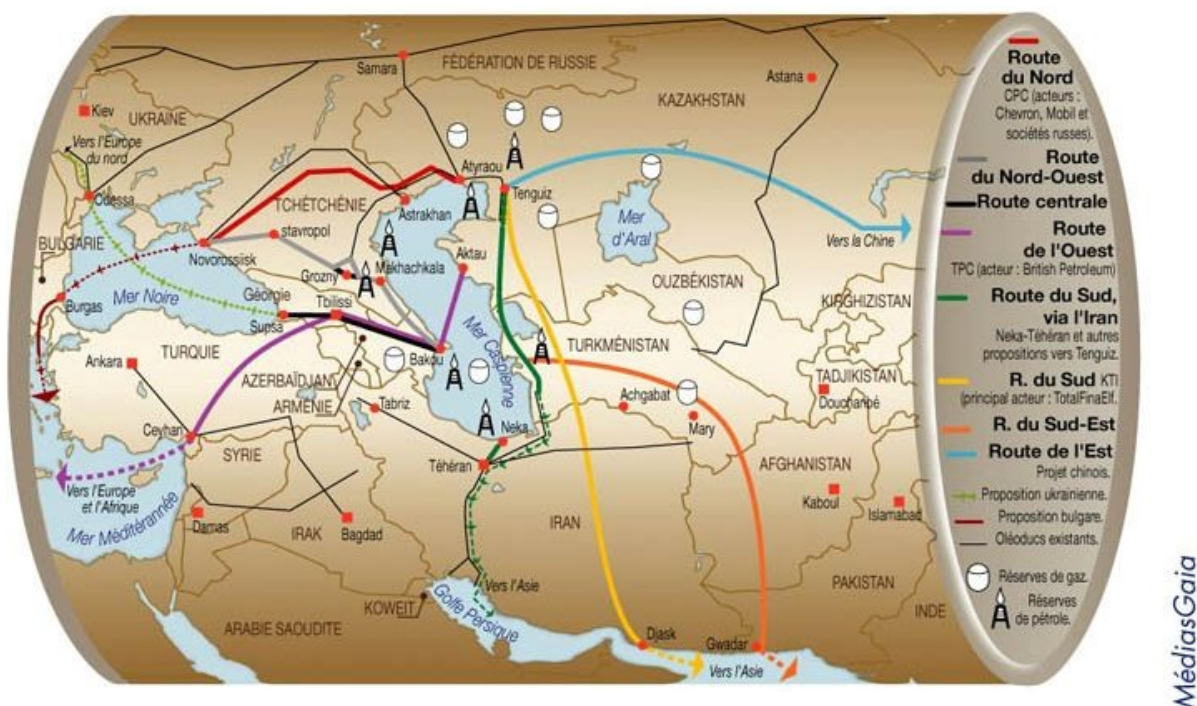 Samara
FÉDÉRATION DE RUSSIE
Astana
KAZAKHSTAN
Kiev
UKRAINE
Vers l'Europe
du nord
Odessa
Atyraou
Tenguiz
TCHÉTCHÉNIE
Astrakhan
Mer
d'Aral
Vers la Chine
BULGARIE
stavropol
Novorossiisk
Grozny
Makhachkala
Aktau
OUZBÉKISTAN
KIRGHIZISTAN
Burgas
Mer Noire
Géorgie
Tbilissi
Supsa
Mer Caspienne
TURQUIE
Ankara
Bakou
TURKMÉNISTAN
AZERBAÏDJAN
ARMÉNIE
Tabriz
Achgabat
Mary
TADJIKISTAN
Douchanbé
Ceyhan
SYRIE
Neka
Téhéran
AFGHANISTAN
Kaboul
Islamabad
Vers l'Europe
et l'Afrique
Mer Méditérannée
Damas
IRAK
Bagdad
IRAN
PAKISTAN
INDE
Vers l'Asie
KOWEIT
Golfe Persique
ARABIE SAOUDITE
Djask
Gwadar
Vers l'Asie
Route
du Nord
CPC (acteurs :
Chevron, Mobil et
sociétés russes).
Route
du Nord-Ouest
Route centrale
Route
de l'Ouest
TPC (acteur : British Petroleum)
Route du Sud,
via l'Iran
Neka-Téhéran et autres
propositions vers Tenguiz.
R. du Sud KTI
(principal acteur : TotalFinaElf.
R. du Sud-Est
Route de l'Est
Projet chinois.
Proposition ukrainienne.
Proposition bulgare.
Oléoducs existants.
Réserves de gaz.
Réserves
de pétrole.
MédiasGaia